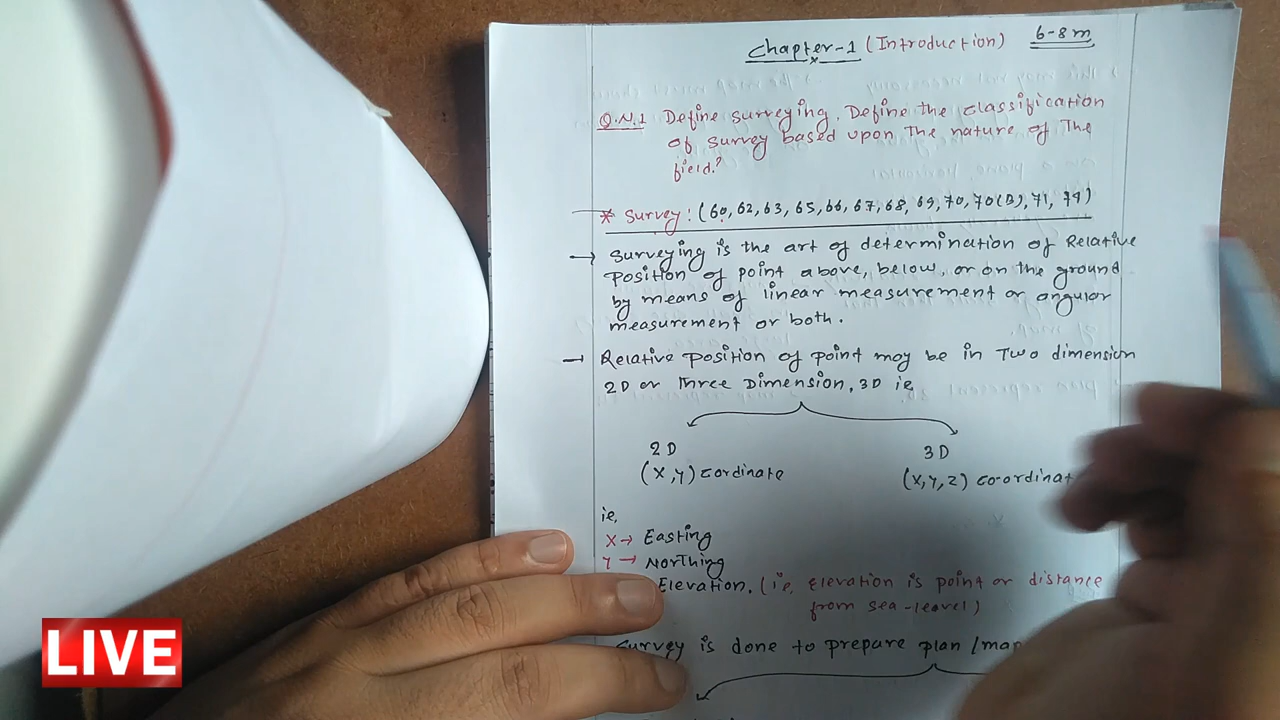 Chapter-1 (Introduction) 6-8m
Q.N.1 Define surveying. Define the classification
of survey based upon The nature of The
field.?
* Survey: (60, 62, 63, 65, 66, 67, 68, 69, 70, 70(B), 71, 74)
→ Surveying is the art of determination of Relative
Position of point above, below, or on the ground
by means of linear measurement or angular
measurement or both.
→ Relative position of point may be in Two dimension
2D or Three Dimension, 3D ie
2D 3D
(X,Y) cordinate (X,Y,Z) co-ordinat
ie,
X → Easting
Y → Northing
Elevation. (ie, Elevation is point or distance
from sea-leavel)
Survey is done to prepare plan /map
LIVE